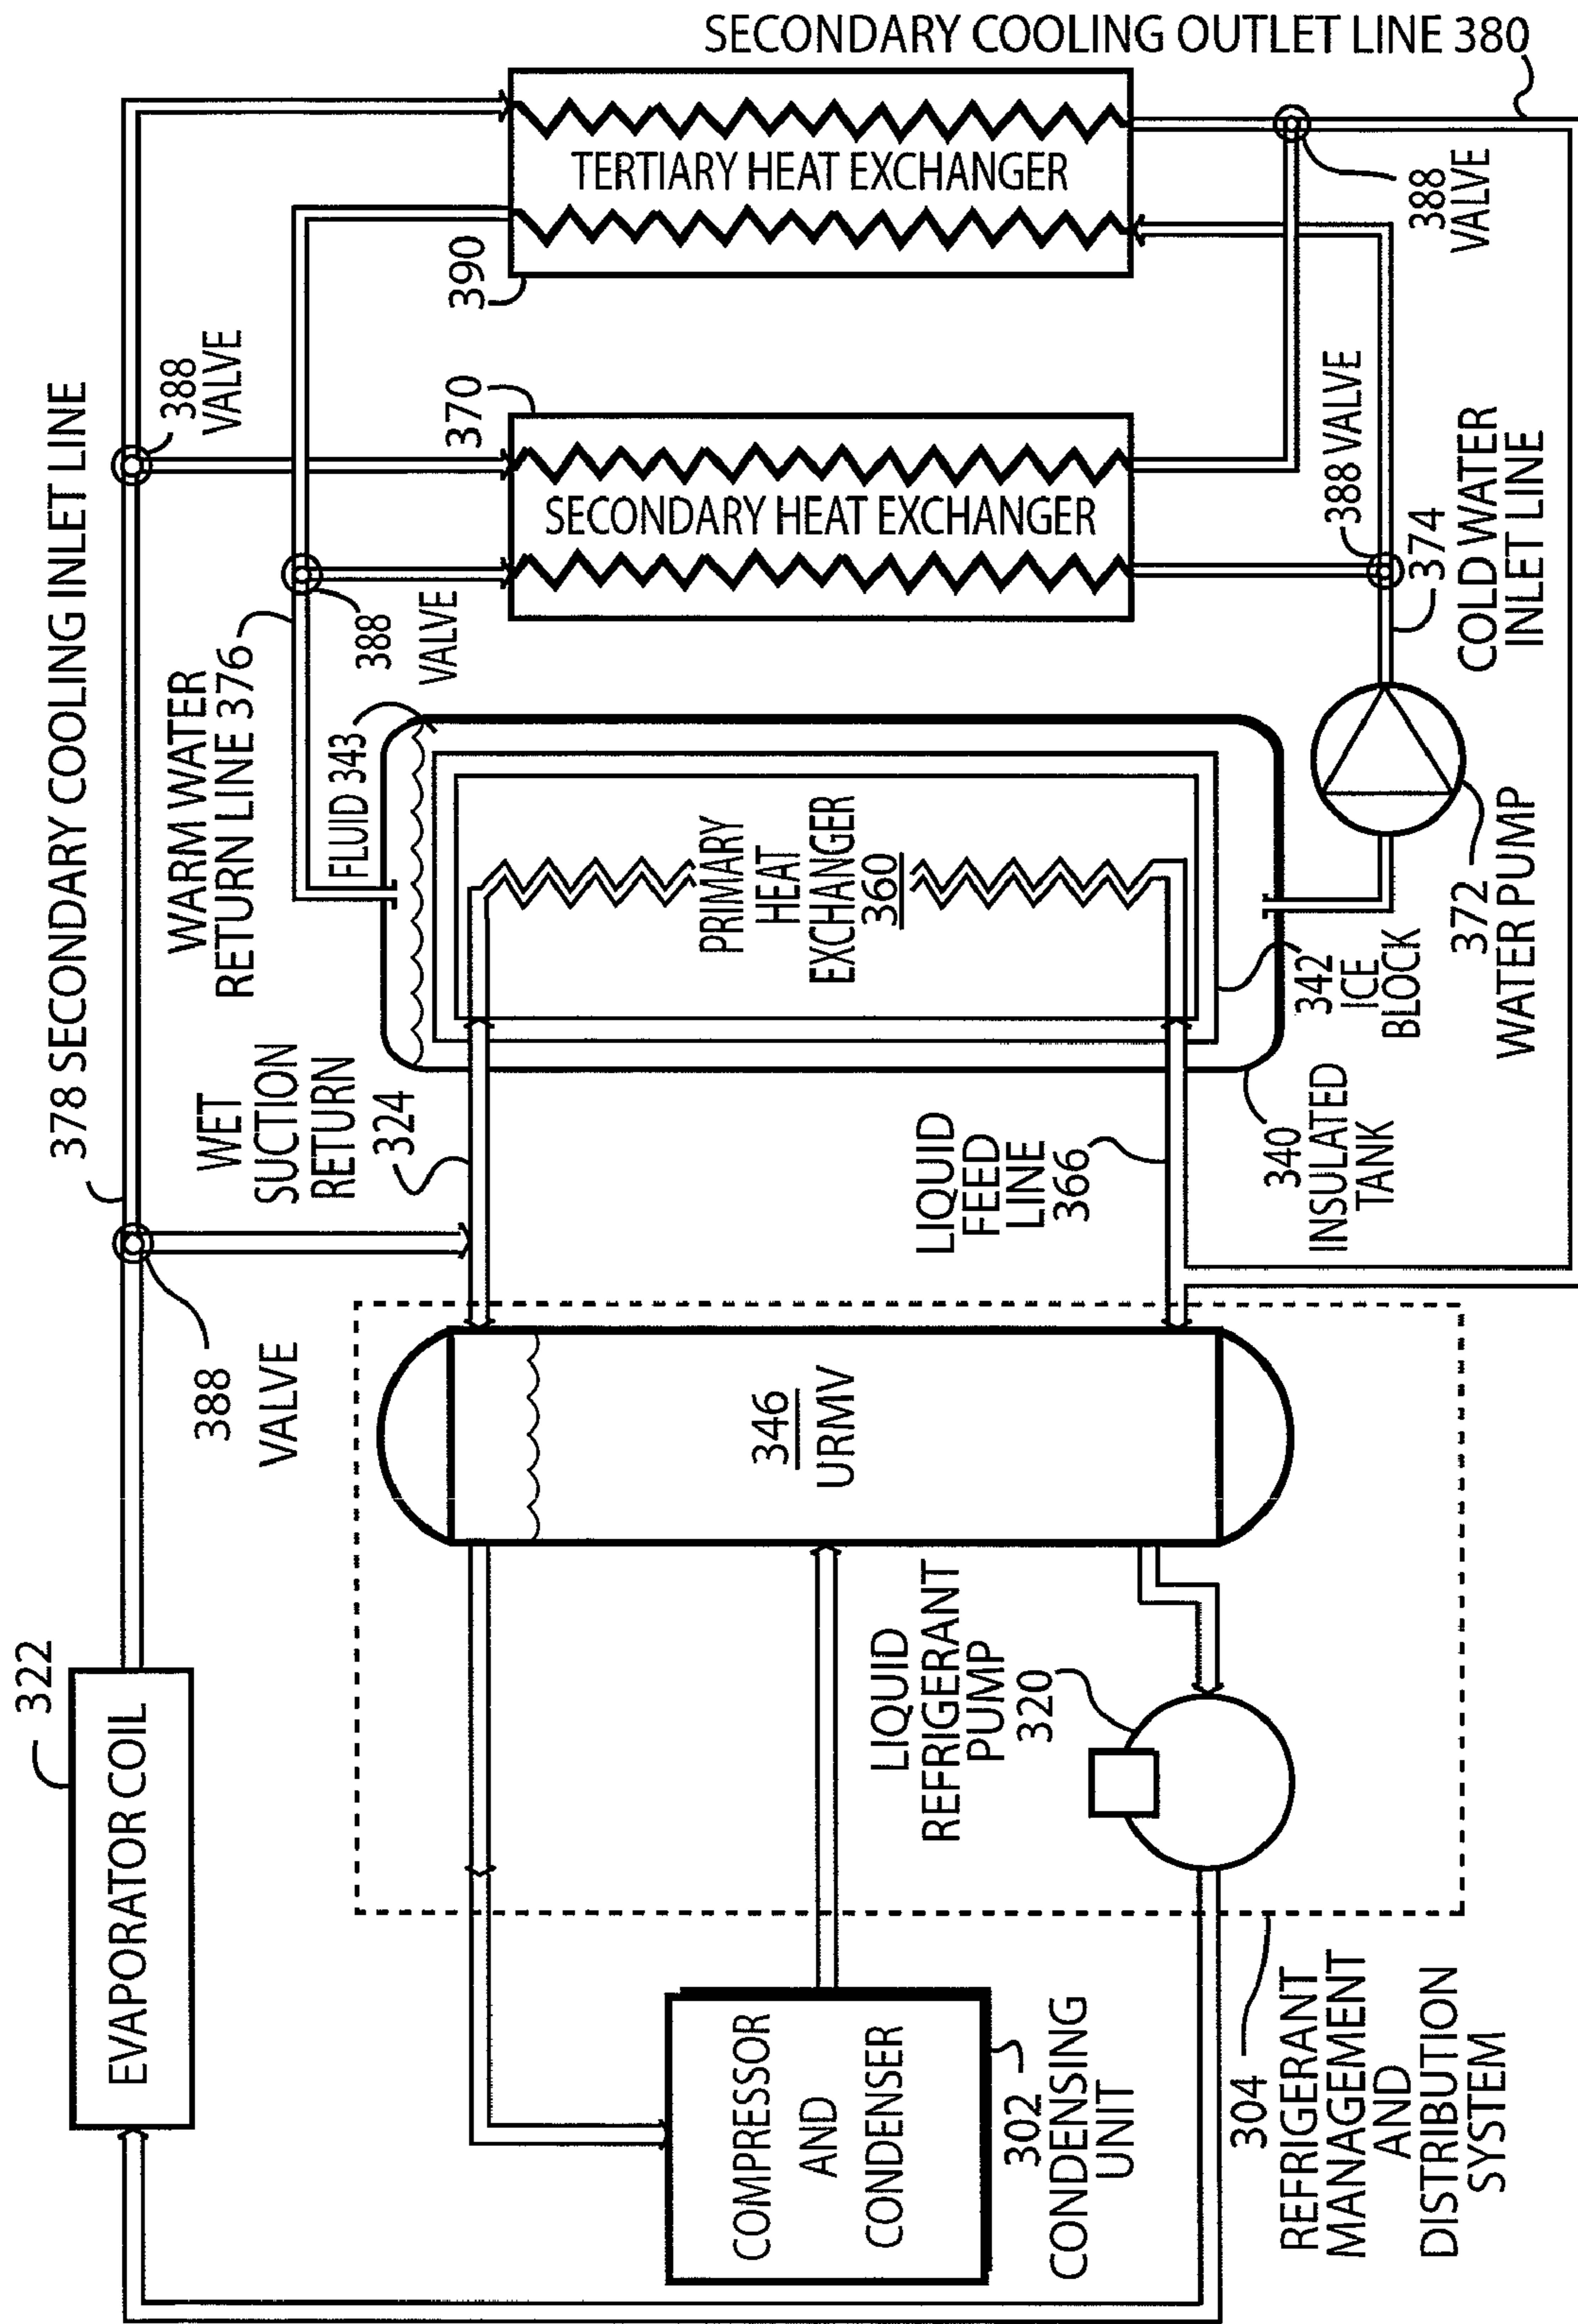 322
EVAPORATOR COIL
378 SECONDARY COOLING INLET LINE
388
VALVE
388
VALVE
WARM WATER
RETURN LINE 376
388
VALVE
WET
SUCTION
RETURN
324
FLUID 343
370
SECONDARY HEAT EXCHANGER
390
TERTIARY HEAT EXCHANGER
SECONDARY COOLING OUTLET LINE 380
388
VALVE
388 VALVE
374
COLD WATER
INLET LINE
372
WATER PUMP
PRIMARY
HEAT
EXCHANGER
360
342
ICE
BLOCK
340
INSULATED
TANK
LIQUID
FEED
LINE
366
346
URMV
LIQUID
REFRIGERANT
PUMP
320
COMPRESSOR
AND
CONDENSER
302
CONDENSING
UNIT
304
REFRIGERANT
MANAGEMENT
AND
DISTRIBUTION
SYSTEM